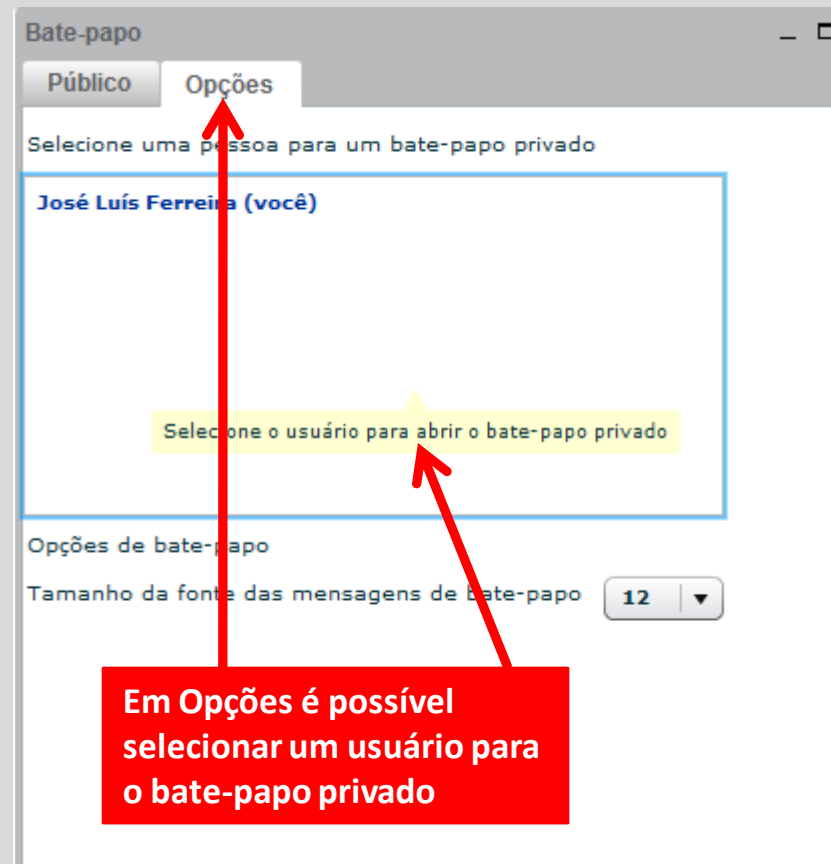 Bate-papo
Público Opções
Selecione uma pessoa para um bate-papo privado
José Luís Ferreira (você)
Selecione o usuário para abrir o bate-papo privado
Opções de bate-papo
Tamanho da fonte das mensagens de bate-papo 12
Em Opções é possível
selecionar um usuário para
o bate-papo privado